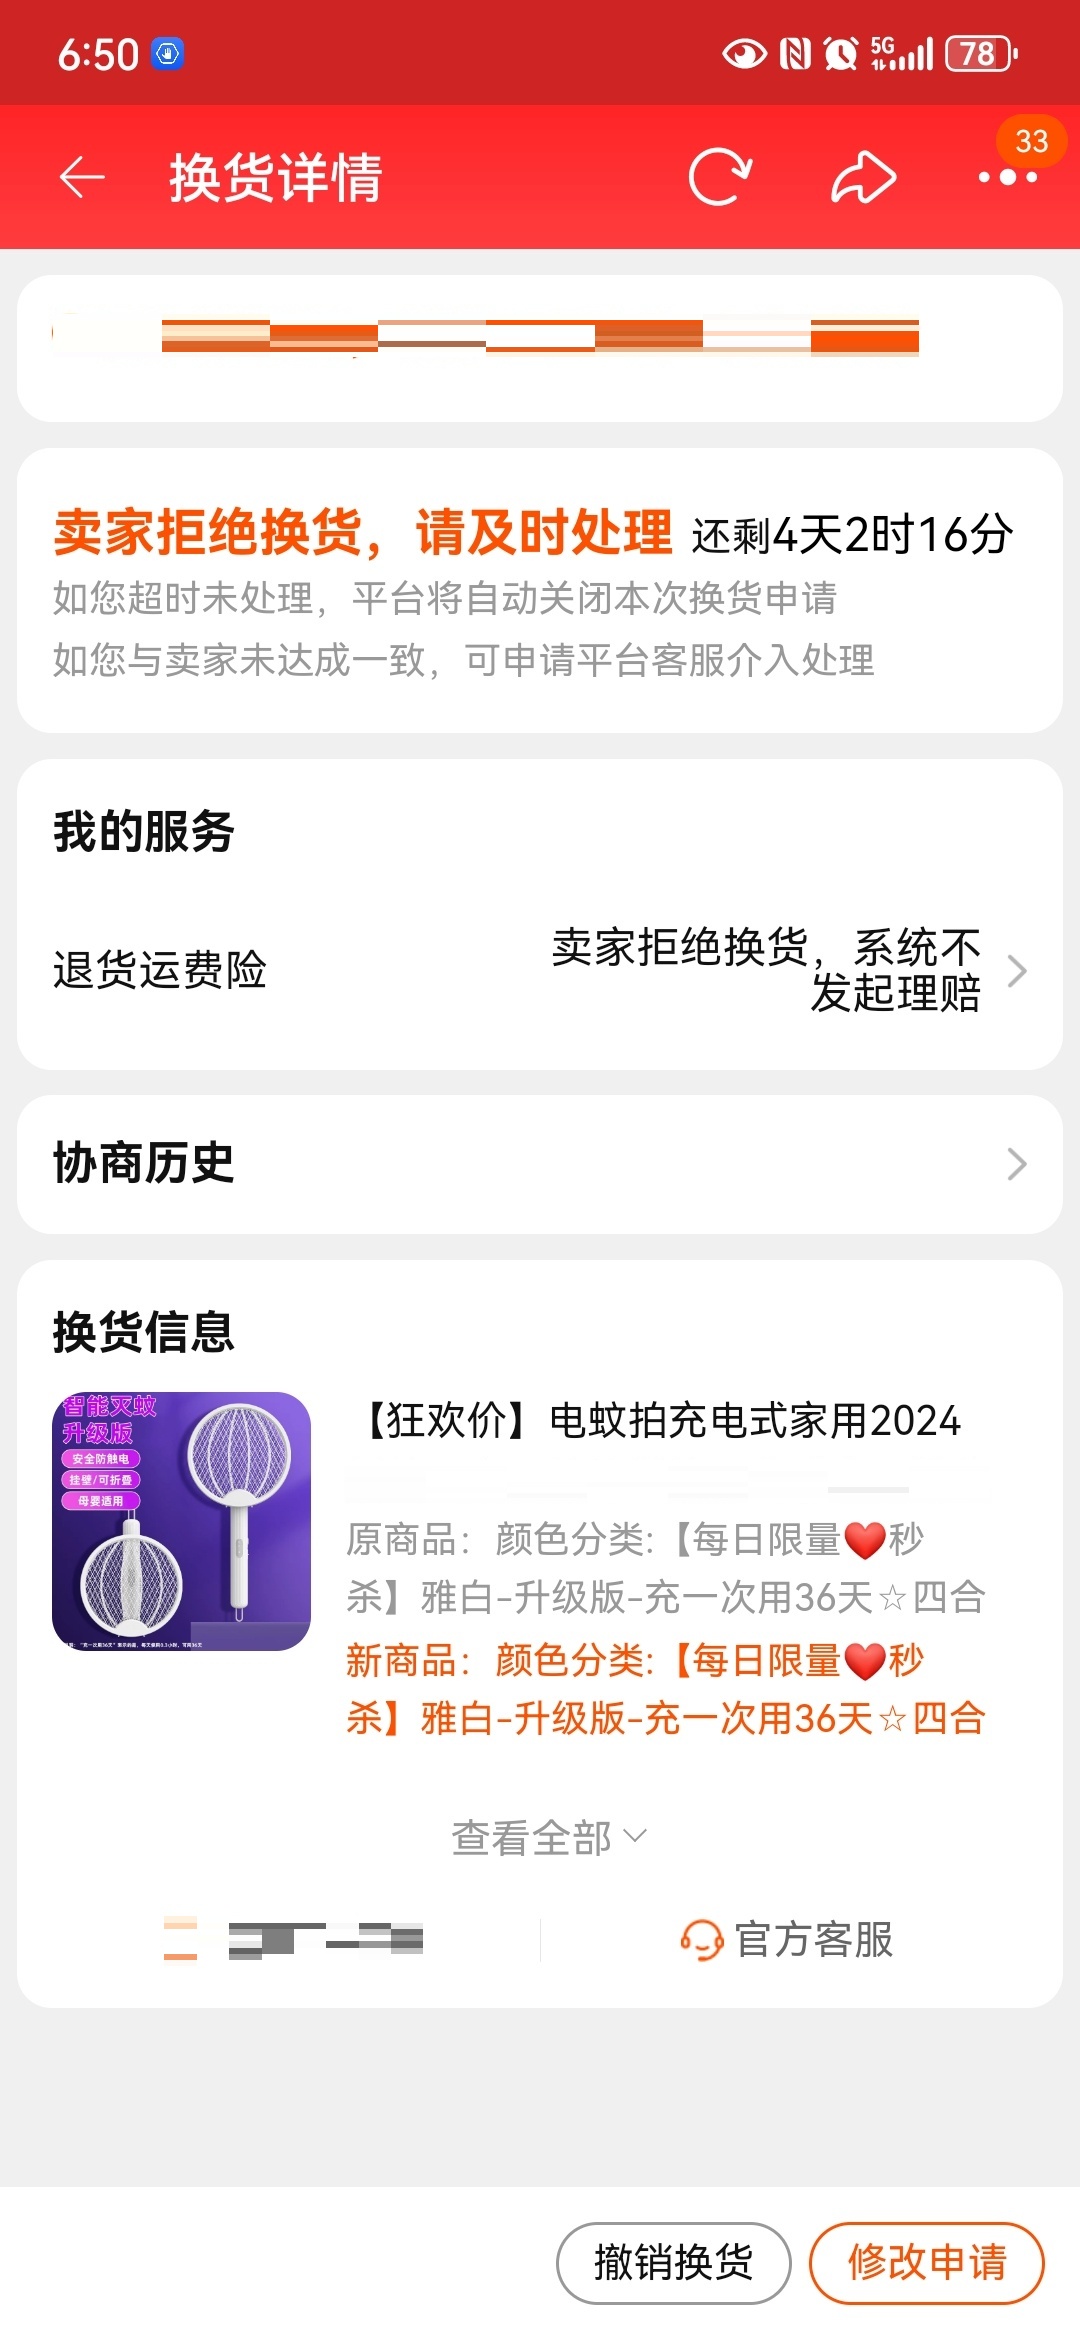 6:50
5G
78
换货详情
33
卖家拒绝换货，请及时处理 还剩4天2时16分
如您超时未处理，平台将自动关闭本次换货申请
如您与卖家未达成一致，可申请平台客服介入处理
我的服务
退货运费险
卖家拒绝换货，系统不
发起理赔
协商历史
换货信息
智能灭蚊
升级版
安全防触电
挂壁/可折叠
母婴适用
【狂欢价】电蚊拍充电式家用2024
原商品：颜色分类:【每日限量❤️秒
杀】雅白-升级版-充一次用36天☆四合
新商品：颜色分类:【每日限量❤️秒
杀】雅白-升级版-充一次用36天☆四合
查看全部
官方客服
撤销换货
修改申请